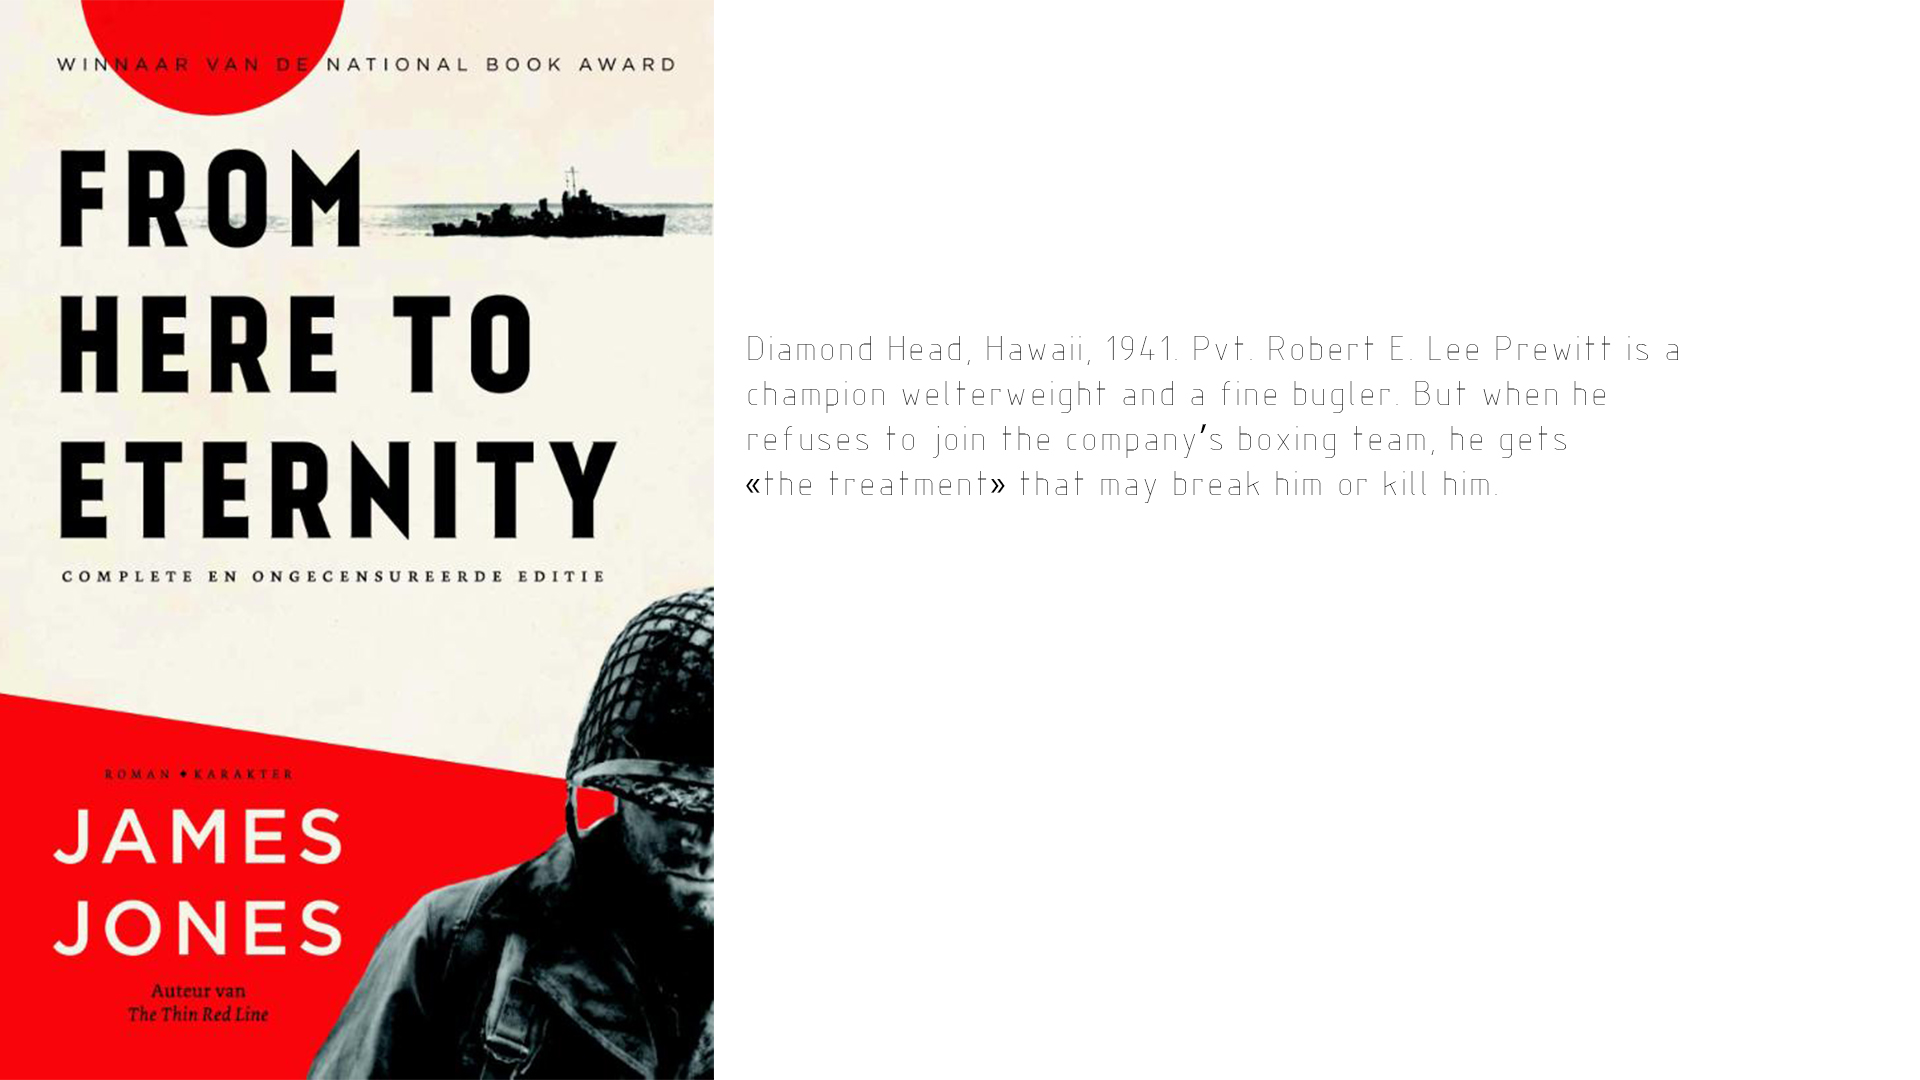 WINNAAR VAN DE NATIONAL BOOK AWARD
FROM
HERE TO
ETERNITY
COMPLETE EN ONGECENSUREERDE EDITIE
ROMAN ◆ KARAKTER
JAMES
JONES
Auteur van
The Thin Red Line
Diamond Head, Hawaii, 1941. Pvt. Robert E. Lee Prewitt is a
champion welterweight and a fine bugler. But when he
refuses to join the company's boxing team, he gets
«the treatment» that may break him or kill him.